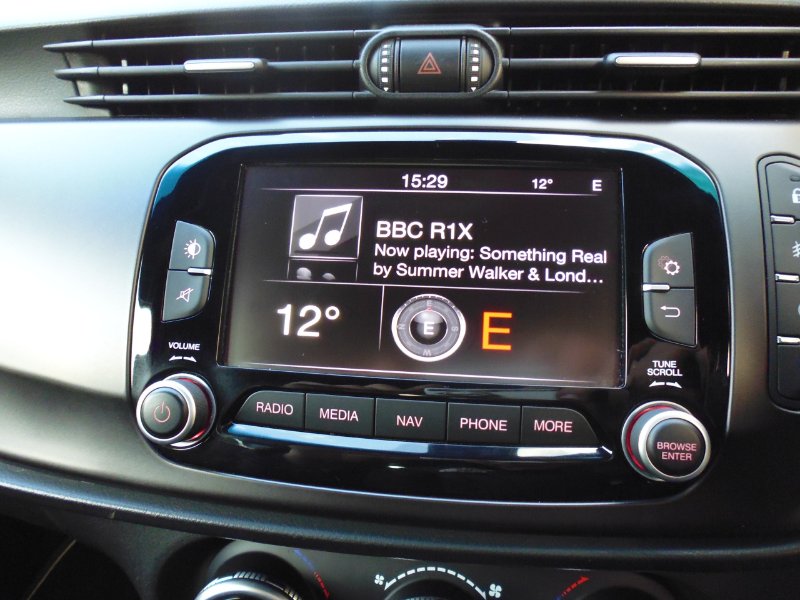 15:29 12° E
BBC R1X
Now playing: Something Real
by Summer Walker & Lond...
12° E E
N E S W
VOLUME
TUNE
SCROLL
RADIO MEDIA NAV PHONE MORE
BROWSE
ENTER